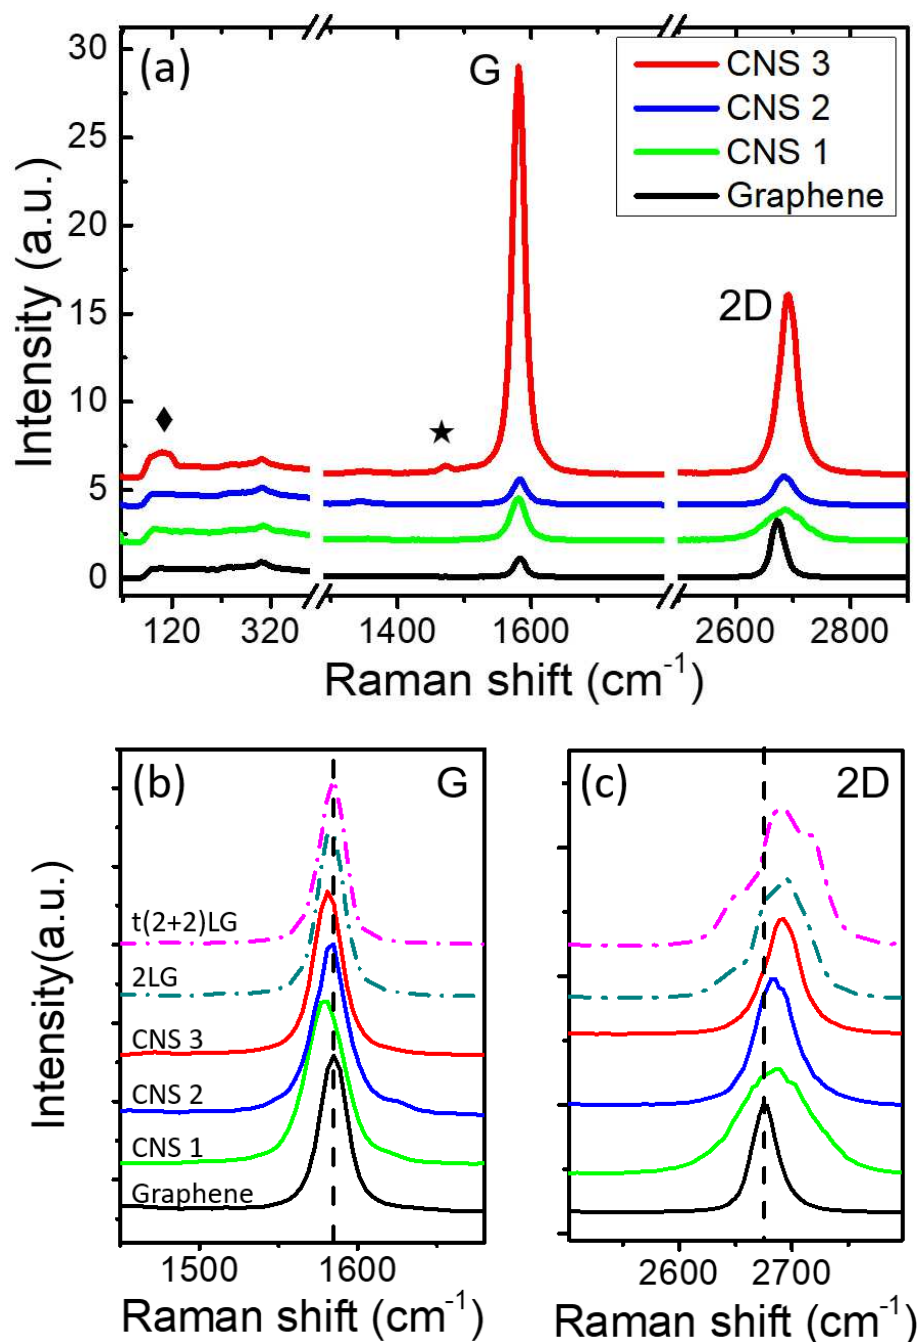 (a)
G
2D
CNS 3
CNS 2
CNS 1
Graphene
♦
★
30
25
20
15
10
5
0
Intensity (a.u.)
120 320 1400 1600 2600 2800
Raman shift (cm⁻¹)
(b) G
t(2+2)LG
2LG
CNS 3
CNS 2
CNS 1
Graphene
Intensity(a.u.)
1500 1600
Raman shift (cm⁻¹)
(c) 2D
2600 2700
Raman shift (cm⁻¹)